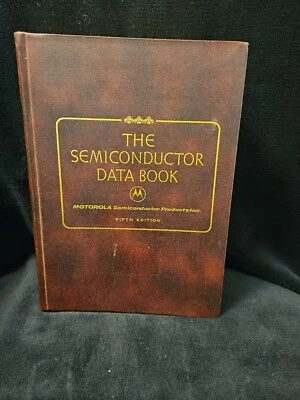 THE
SEMICONDUCTOR
DATA BOOK
MOTOROLA Semiconductor Products Inc.
FIFTH EDITION